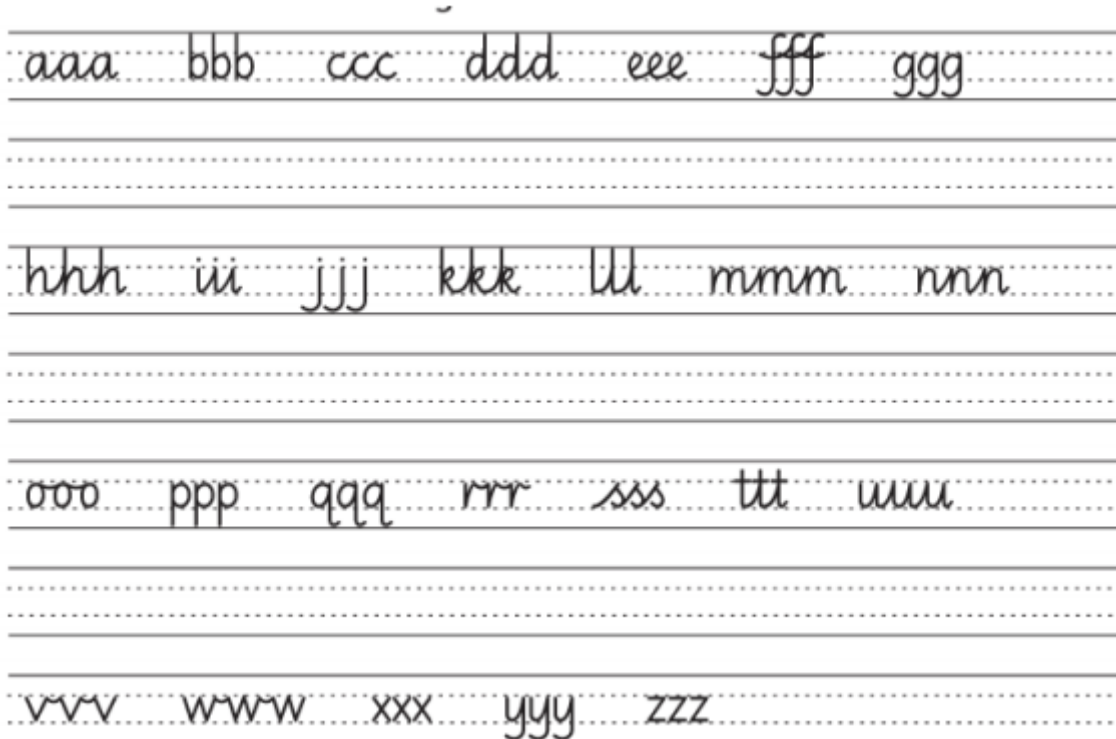 aaa bbb ccc ddd eee fff ggg
hhh iii jjj kkk lll mmm nnn
ooo ppp qqq rrr sss ttt uuu
vvv www xxx yyy zzz